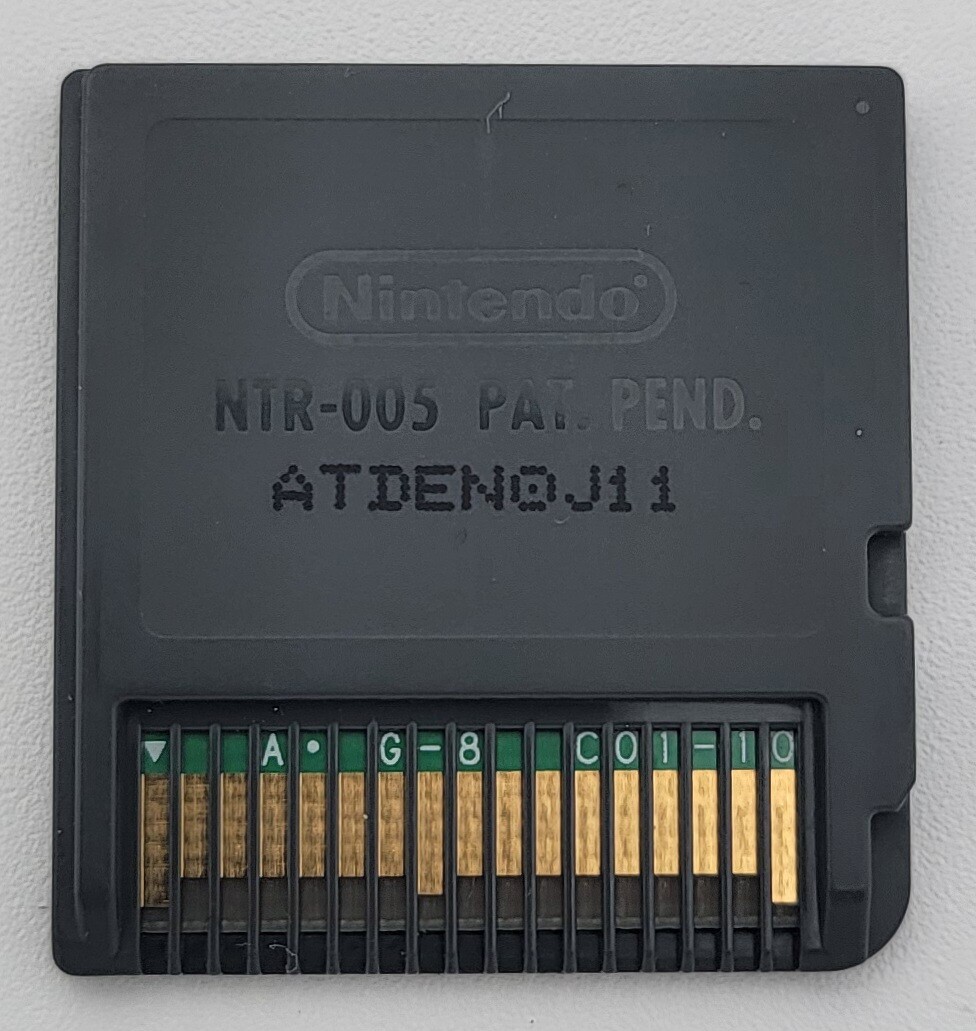 Nintendo®
NTR-005 PAT. PEND.
ATDEN0J11
▼ A • G-8 C01-10